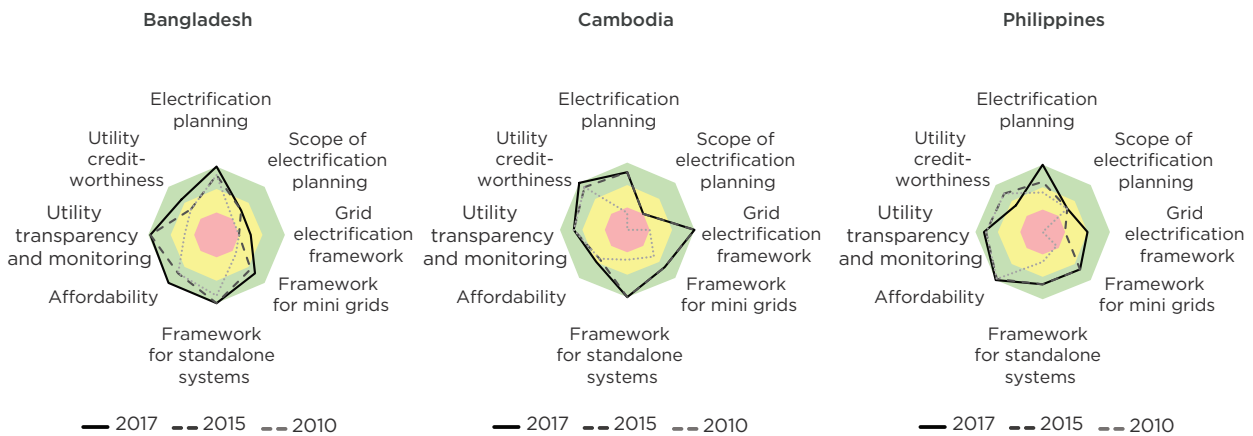 Bangladesh
Electrification
planning
Utility
credit-
worthiness
Scope of
electrification
planning
Utility
transparency
and monitoring
Grid
electrification
framework
Affordability
Framework
for mini grids
Framework
for standalone
systems
2017 2015 2010
Cambodia
Electrification
planning
Utility
credit-
worthiness
Scope of
electrification
planning
Utility
transparency
and monitoring
Grid
electrification
framework
Affordability
Framework
for mini grids
Framework
for standalone
systems
2017 2015 2010
Philippines
Electrification
planning
Utility
credit-
worthiness
Scope of
electrification
planning
Utility
transparency
and monitoring
Grid
electrification
framework
Affordability
Framework
for mini grids
Framework
for standalone
systems
2017 2015 2010